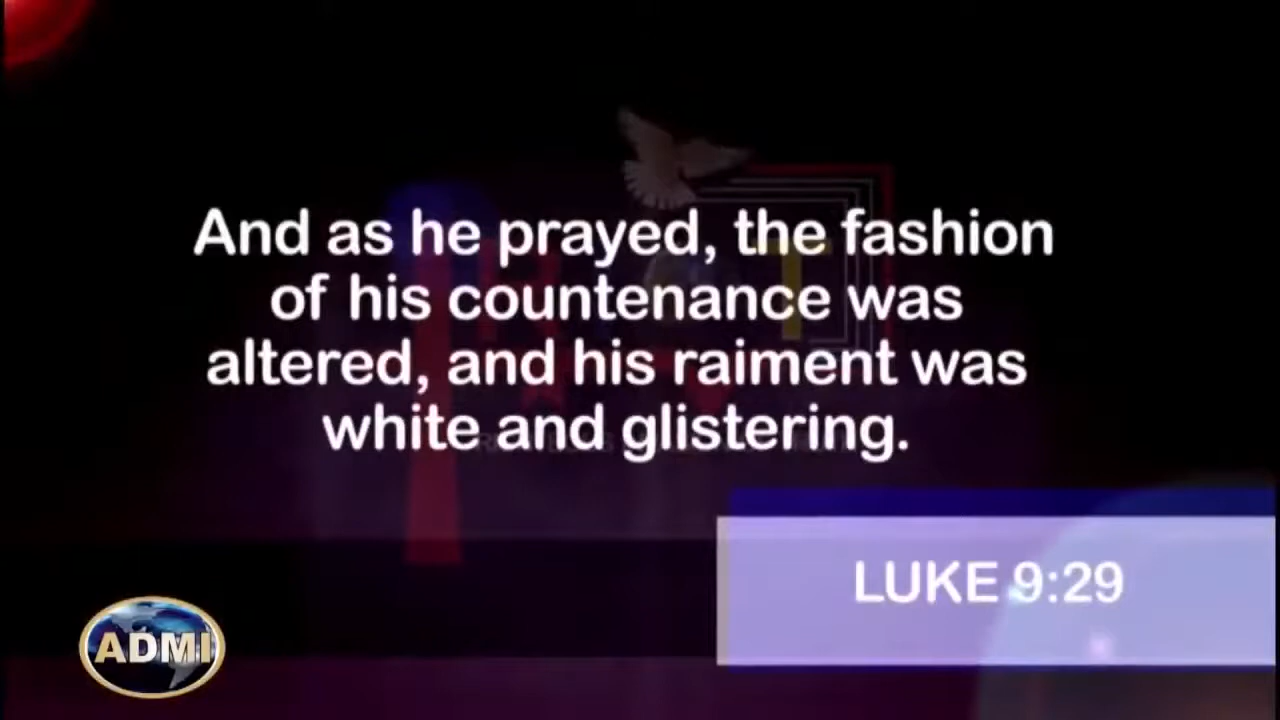 And as he prayed, the fashion
of his countenance was
altered, and his raiment was
white and glistering.
LUKE 9:29
ADMI